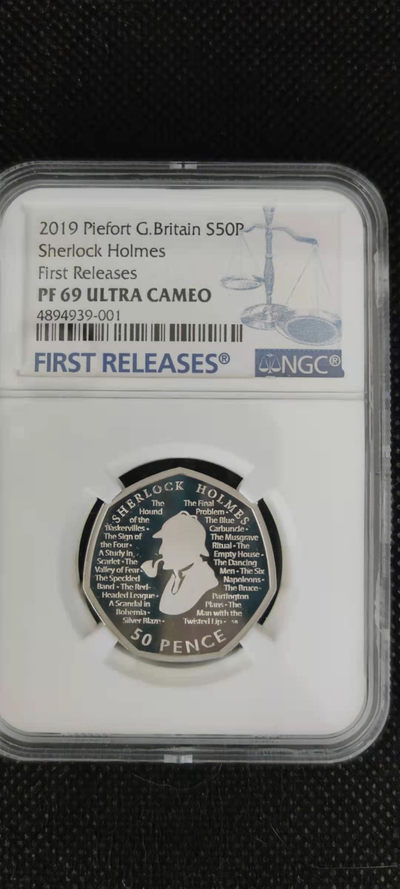 2019 Piefort G.Britain S50P
Sherlock Holmes
First Releases
PF 69 ULTRA CAMEO
4894939-001
FIRST RELEASES®
NGC®
SHERLOCK HOLMES
The Hound of the Baskervilles •
The Sign of the Four •
A Study in Scarlet • The
Valley of Fear •
The Speckled
Band • The Red-
Headed League •
A Scandal in
Bohemia •
Silver Blaze •
The Final
Problem •
The Blue
Carbuncle •
The Musgrave
Ritual • The
Empty House •
The Dancing
Men • The Six
Napoleons •
The Bruce-
Partington
Plans • The
Man with the
Twisted Lip •
50 PENCE